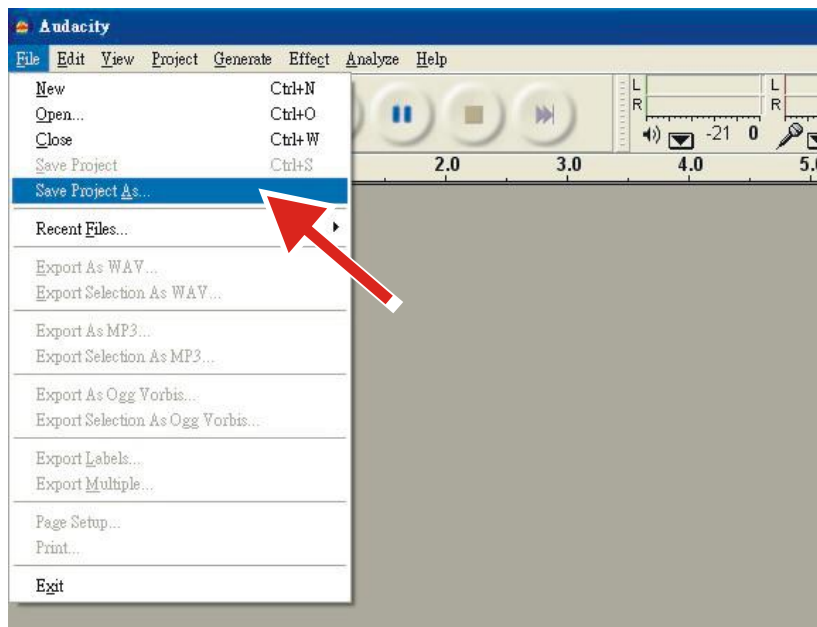 Audacity
File Edit View Project Generate Effect Analyze Help
New Ctrl+N
Open... Ctrl+O
Close Ctrl+W
Save Project Ctrl+S
Save Project As...
Recent Files...
Export As WAV...
Export Selection As WAV...
Export As MP3...
Export Selection As MP3...
Export As Ogg Vorbis...
Export Selection As Ogg Vorbis...
Export Labels...
Export Multiple...
Page Setup...
Print...
Exit
L L
R R
-21 0
2.0 3.0 4.0 5.